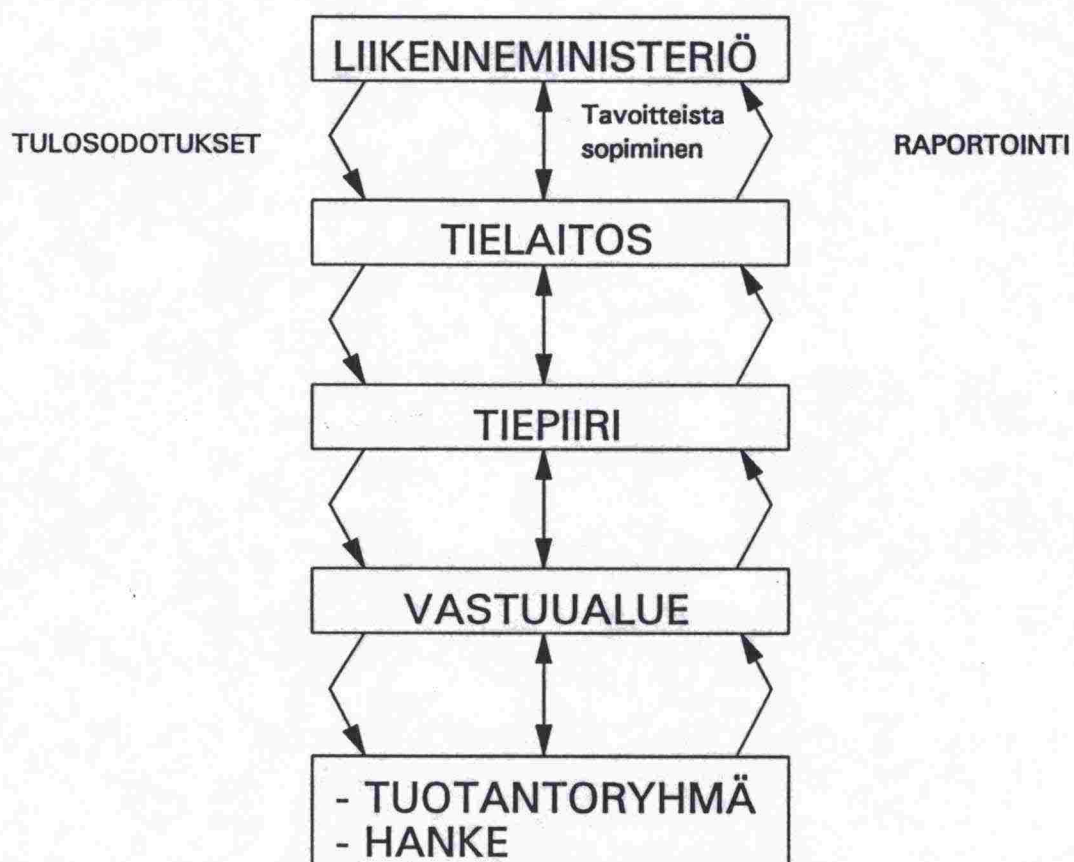 LIIKENNEMINISTERIÖ
TULOSODOTUKSET
Tavoitteista
sopiminen
RAPORTOINTI
TIELAITOS
TIEPIIRI
VASTUUALUE
- TUOTANTORYHMÄ
- HANKE